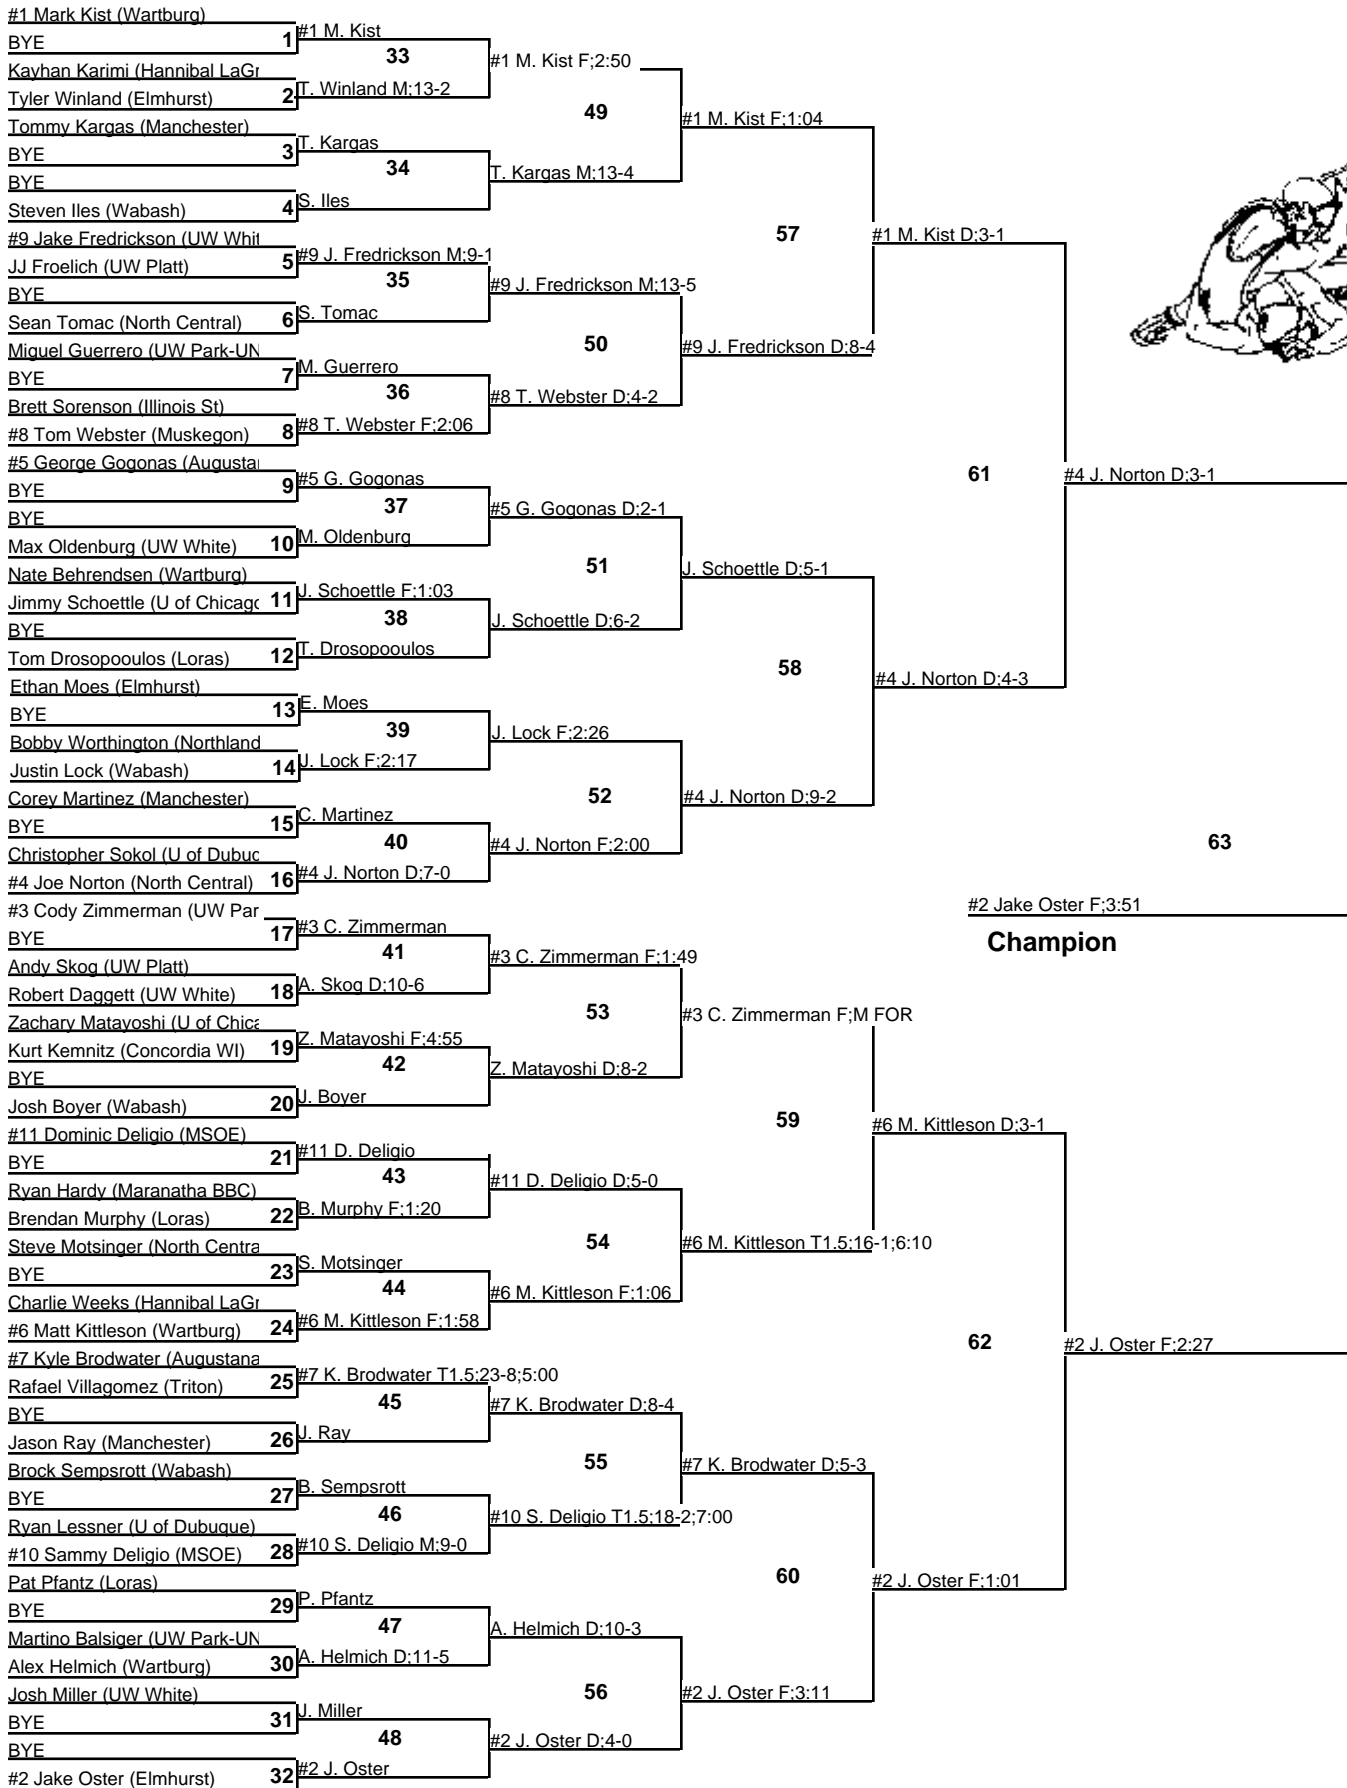 #1 Mark Kist (Wartburg)
BYE
1
Kayhan Karimi (Hannibal LaGr
Tyler Winland (Elmhurst)
2
Tommy Kargas (Manchester)
BYE
3
BYE
Steven Iles (Wabash)
4
#9 Jake Fredrickson (UW Whit
JJ Froelich (UW Platt)
5
BYE
Sean Tomac (North Central)
6
Miguel Guerrero (UW Park-UN
BYE
7
Brett Sorenson (Illinois St)
#8 Tom Webster (Muskegon)
8
#5 George Gogonas (Augustan
BYE
9
BYE
Max Oldenburg (UW White)
10
Nate Behrendsen (Wartburg)
Jimmy Schoettle (U of Chicago
11
BYE
Tom Drosopooulos (Loras)
12
Ethan Moes (Elmhurst)
BYE
13
Bobby Worthington (Northland
Justin Lock (Wabash)
14
Corey Martinez (Manchester)
BYE
15
Christopher Sokol (U of Dubuq
#4 Joe Norton (North Central)
16
#3 Cody Zimmerman (UW Par
BYE
17
Andy Skog (UW Platt)
Robert Daggett (UW White)
18
Zachary Matayoshi (U of Chica
Kurt Kemnitz (Concordia WI)
19
BYE
Josh Boyer (Wabash)
20
#11 Dominic Deligio (MSOE)
BYE
21
Ryan Hardy (Maranatha BBC)
Brendan Murphy (Loras)
22
Steve Motsinger (North Centra
BYE
23
Charlie Weeks (Hannibal LaGr
#6 Matt Kittleson (Wartburg)
24
#7 Kyle Brodwater (Augustana
Rafael Villagomez (Triton)
25
BYE
Jason Ray (Manchester)
26
Brock Sempsrott (Wabash)
BYE
27
Ryan Lessner (U of Dubuque)
#10 Sammy Deligio (MSOE)
28
Pat Pfantz (Loras)
BYE
29
Martino Balsiger (UW Park-UN
Alex Helmich (Wartburg)
30
Josh Miller (UW White)
BYE
31
BYE
#2 Jake Oster (Elmhurst)
32
#1 M. Kist
33
T. Winland M;13-2
T. Kargas
34
S. Iles
#9 J. Fredrickson M;9-1
35
S. Tomac
M. Guerrero
36
#8 T. Webster F;2:06
#5 G. Gogonas
37
M. Oldenburg
J. Schoettle F;1:03
38
T. Drosopooulos
E. Moes
39
J. Lock F;2:17
C. Martinez
40
#4 J. Norton D;7-0
#3 C. Zimmerman
41
A. Skog D;10-6
Z. Matayoshi F;4:55
42
J. Boyer
#11 D. Deligio
43
B. Murphy F;1:20
S. Motsinger
44
#6 M. Kittleson F;1:58
#7 K. Brodwater T1.5;23-8;5:00
45
J. Ray
B. Sempsrott
46
#10 S. Deligio M;9-0
P. Pfantz
47
A. Helmich D;11-5
J. Miller
48
#2 J. Oster
#1 M. Kist F;2:50
49
T. Kargas M;13-4
#9 J. Fredrickson M;13-5
50
#8 T. Webster D;4-2
#5 G. Gogonas D;2-1
51
J. Schoettle D;6-2
J. Lock F;2:26
52
#4 J. Norton F;2:00
#3 C. Zimmerman F;1:49
53
Z. Matayoshi D;8-2
#11 D. Deligio D;5-0
54
#6 M. Kittleson F;1:06
#7 K. Brodwater D;8-4
55
#10 S. Deligio T1.5;18-2;7:00
A. Helmich D;10-3
56
#2 J. Oster D;4-0
#1 M. Kist F;1:04
57
#9 J. Fredrickson D;8-4
J. Schoettle D;5-1
58
#4 J. Norton D;9-2
#3 C. Zimmerman F;M FOR
59
#6 M. Kittleson T1.5;16-1;6:10
#7 K. Brodwater D;5-3
60
#2 J. Oster F;3:11
#1 M. Kist D;3-1
61
#4 J. Norton D;4-3
#6 M. Kittleson D;3-1
62
#2 J. Oster F;1:01
#4 J. Norton D;3-1
63
#2 J. Oster F;2:27
#2 Jake Oster F;3:51
Champion